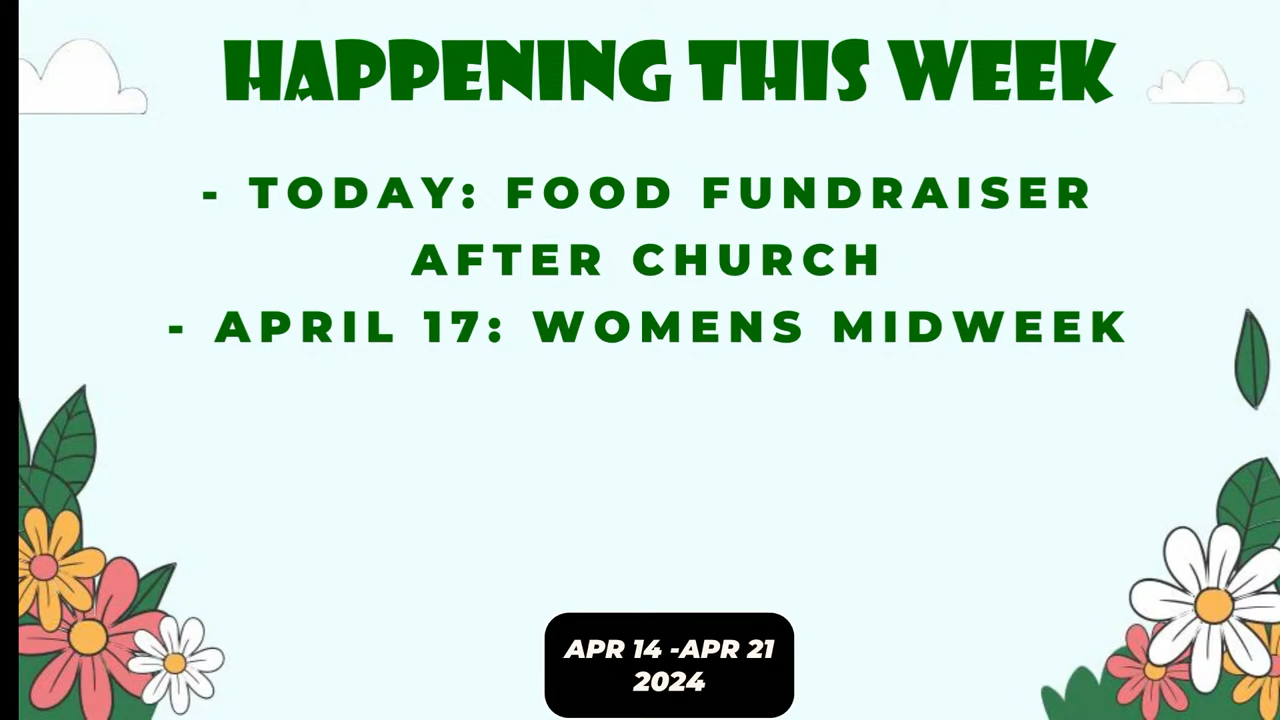 HAPPENING THIS WEEK
- TODAY: FOOD FUNDRAISER
AFTER CHURCH
- APRIL 17: WOMENS MIDWEEK
APR 14 -APR 21
2024